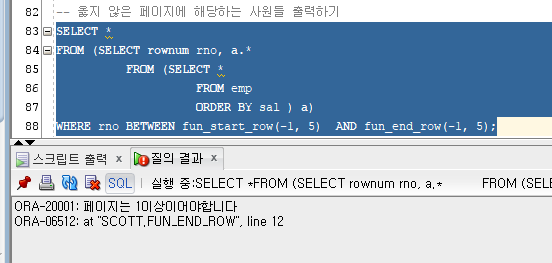 82 -- 옳지 않은 페이지에 해당하는 사원들 출력하기
83 SELECT *
84 FROM (SELECT rownum rno, a.*
85 FROM (SELECT *
86 FROM emp
87 ORDER BY sal ) a)
88 WHERE rno BETWEEN fun_start_row(-1, 5) AND fun_end_row(-1, 5);
스크립트 출력 x 질의 결과 x
SQL | 실행 중:SELECT *FROM (SELECT rownum rno, a.* FROM (SELECT
ORA-20001: 페이지는 1이상이어야합니다
ORA-06512: at "SCOTT.FUN_END_ROW", line 12